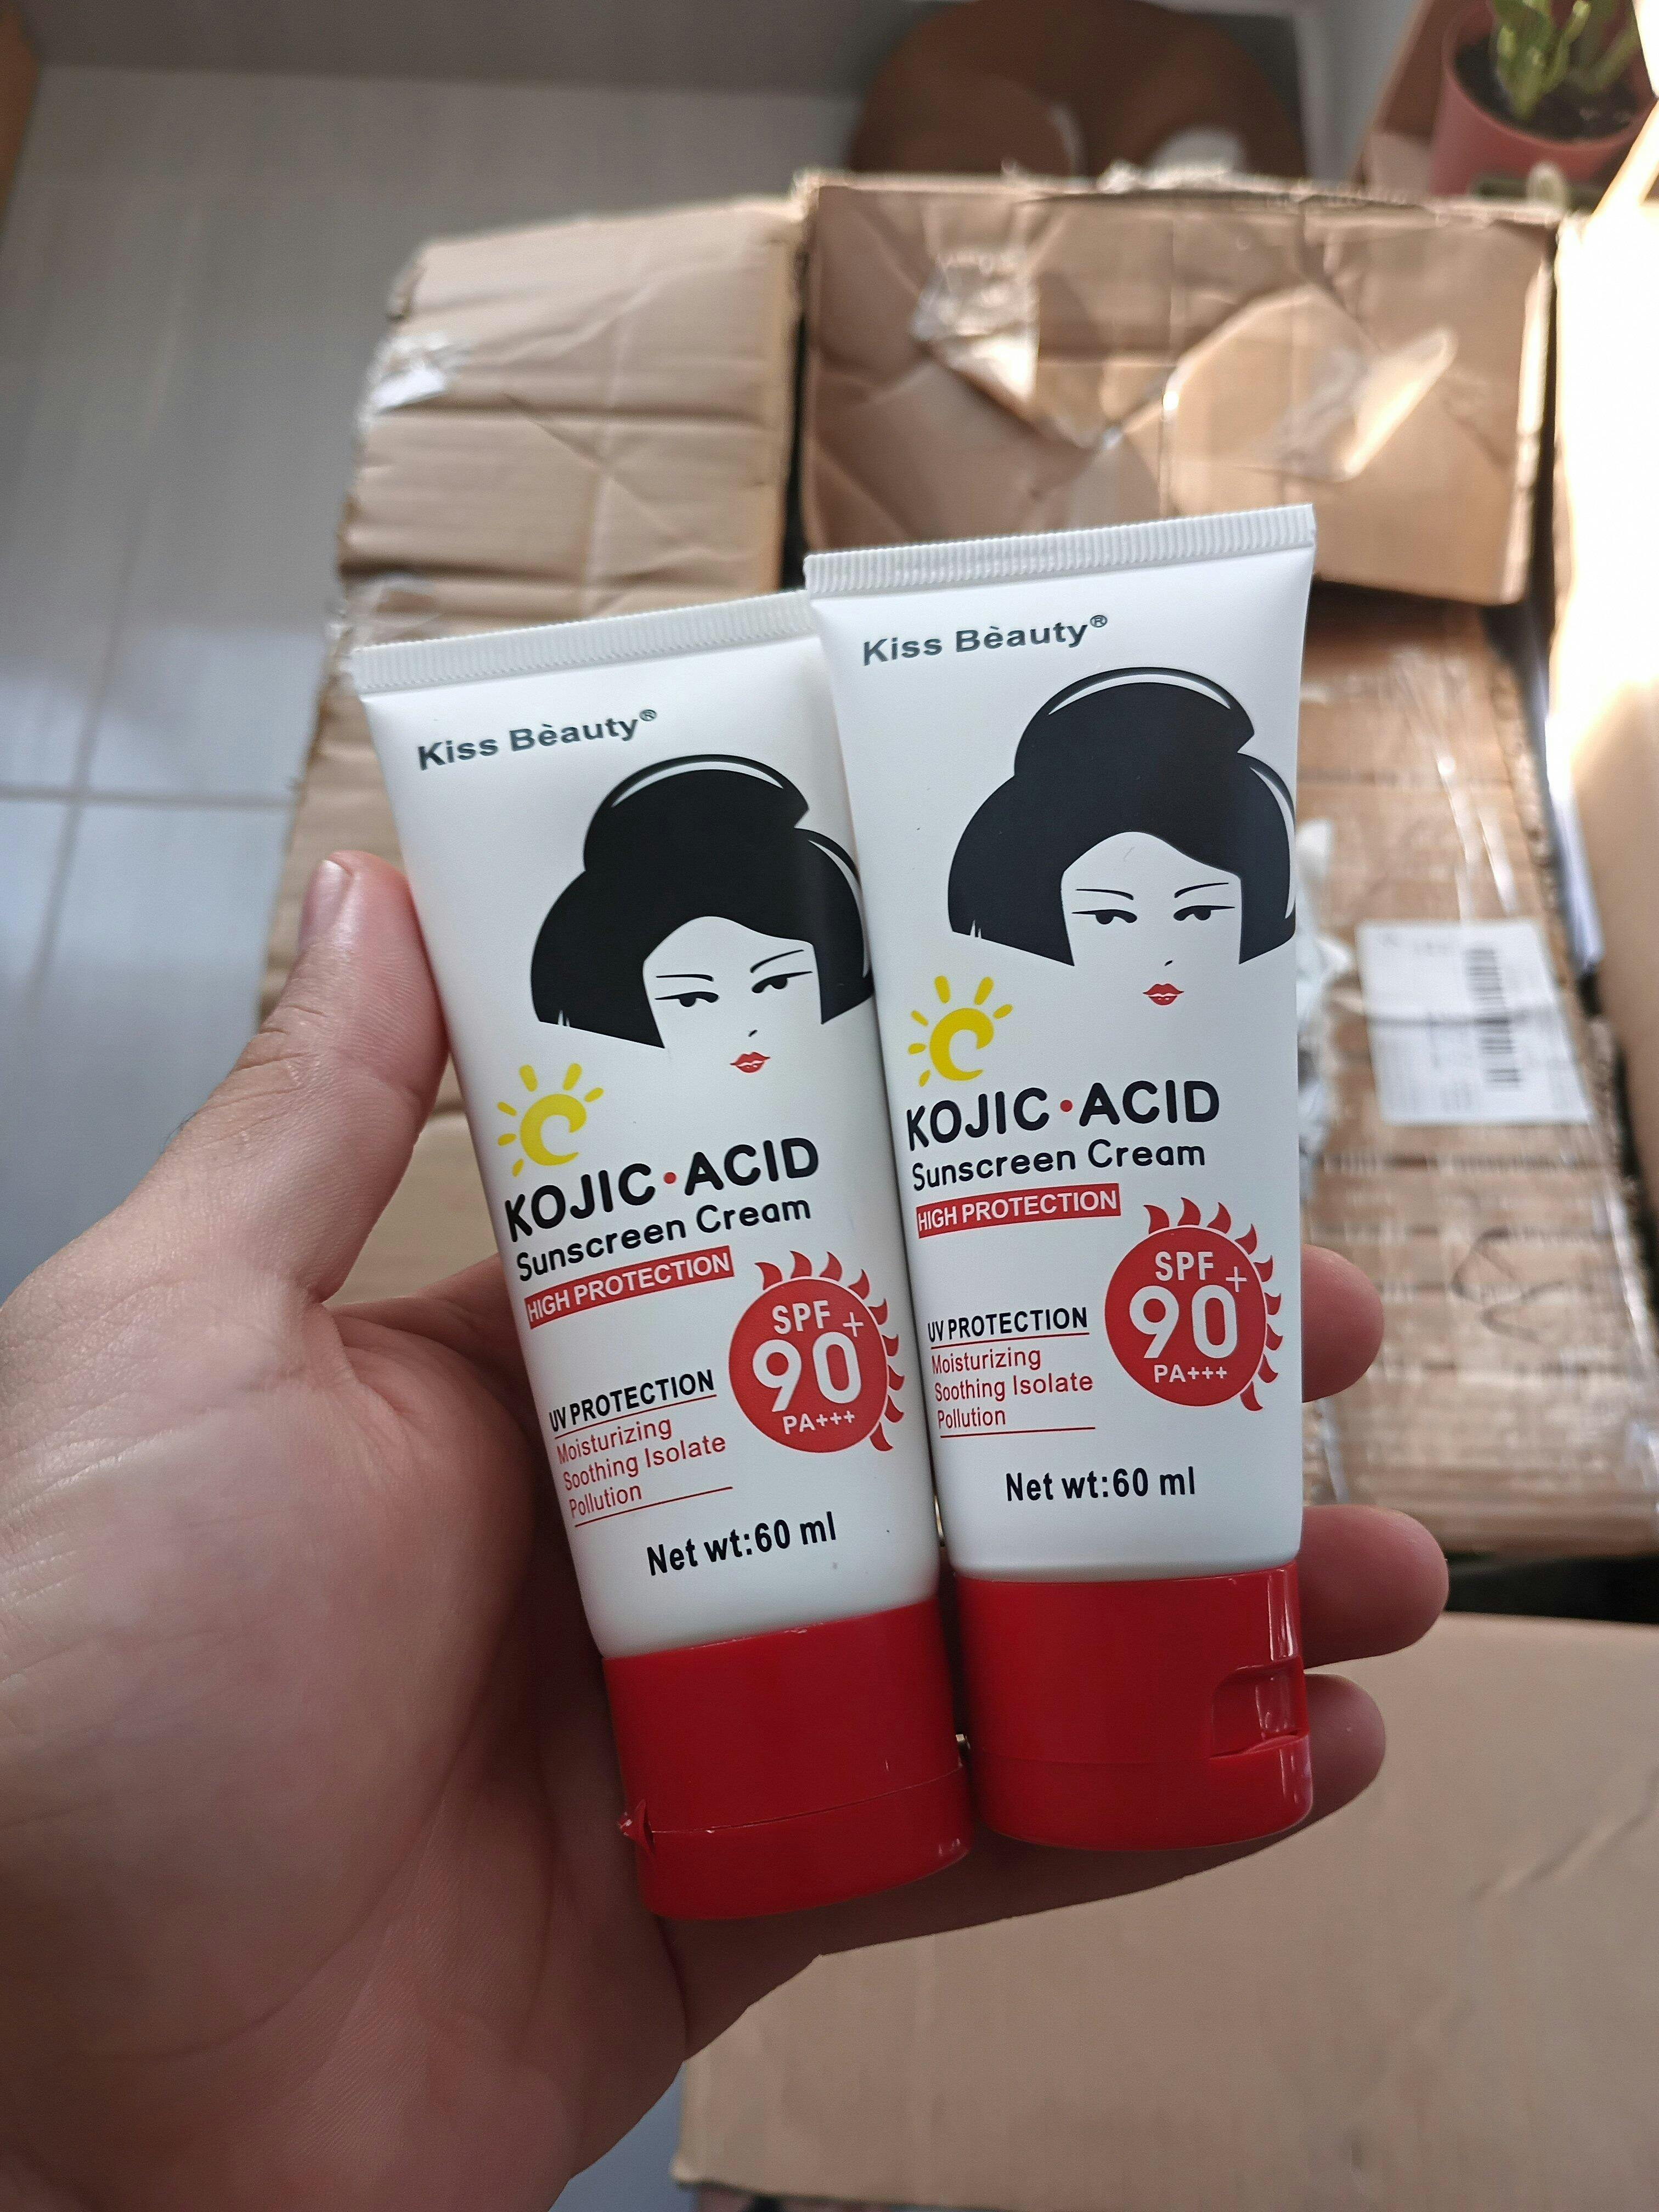 Kiss Bèauty®
KOJIC•ACID
Sunscreen Cream
HIGH PROTECTION
SPF
90+
PA+++
UV PROTECTION
Moisturizing
Soothing Isolate
Pollution
Net wt:60 ml
Kiss Bèauty®
KOJIC•ACID
Sunscreen Cream
HIGH PROTECTION
SPF
90+
PA+++
UV PROTECTION
Moisturizing
Soothing Isolate
Pollution
Net wt:60 ml